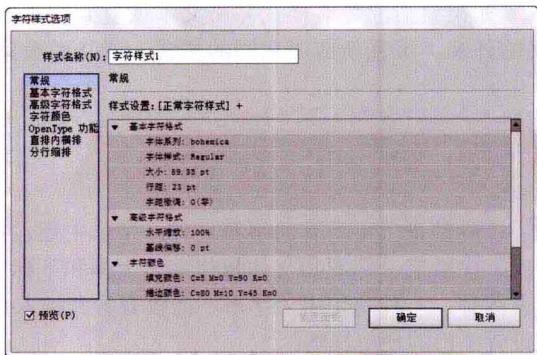 字符样式选项
样式名称(N): 字符样式1
常规
基本字符格式
高级字符格式
字符颜色
OpenType 功能
直排内横排
分行缩排
常规
样式设置: [正常字符样式] +
▼ 基本字符格式
字体系列: bohemica
字体样式: Regular
大小: 89.33 pt
行距: 23 pt
字距微调: 0(零)
▼ 高级字符格式
水平缩放: 100%
基线偏移: 0 pt
▼ 字符颜色
填充颜色: C=5 M=0 Y=90 K=0
描边颜色: C=80 M=10 Y=45 K=0
预览(P)
确定
取消